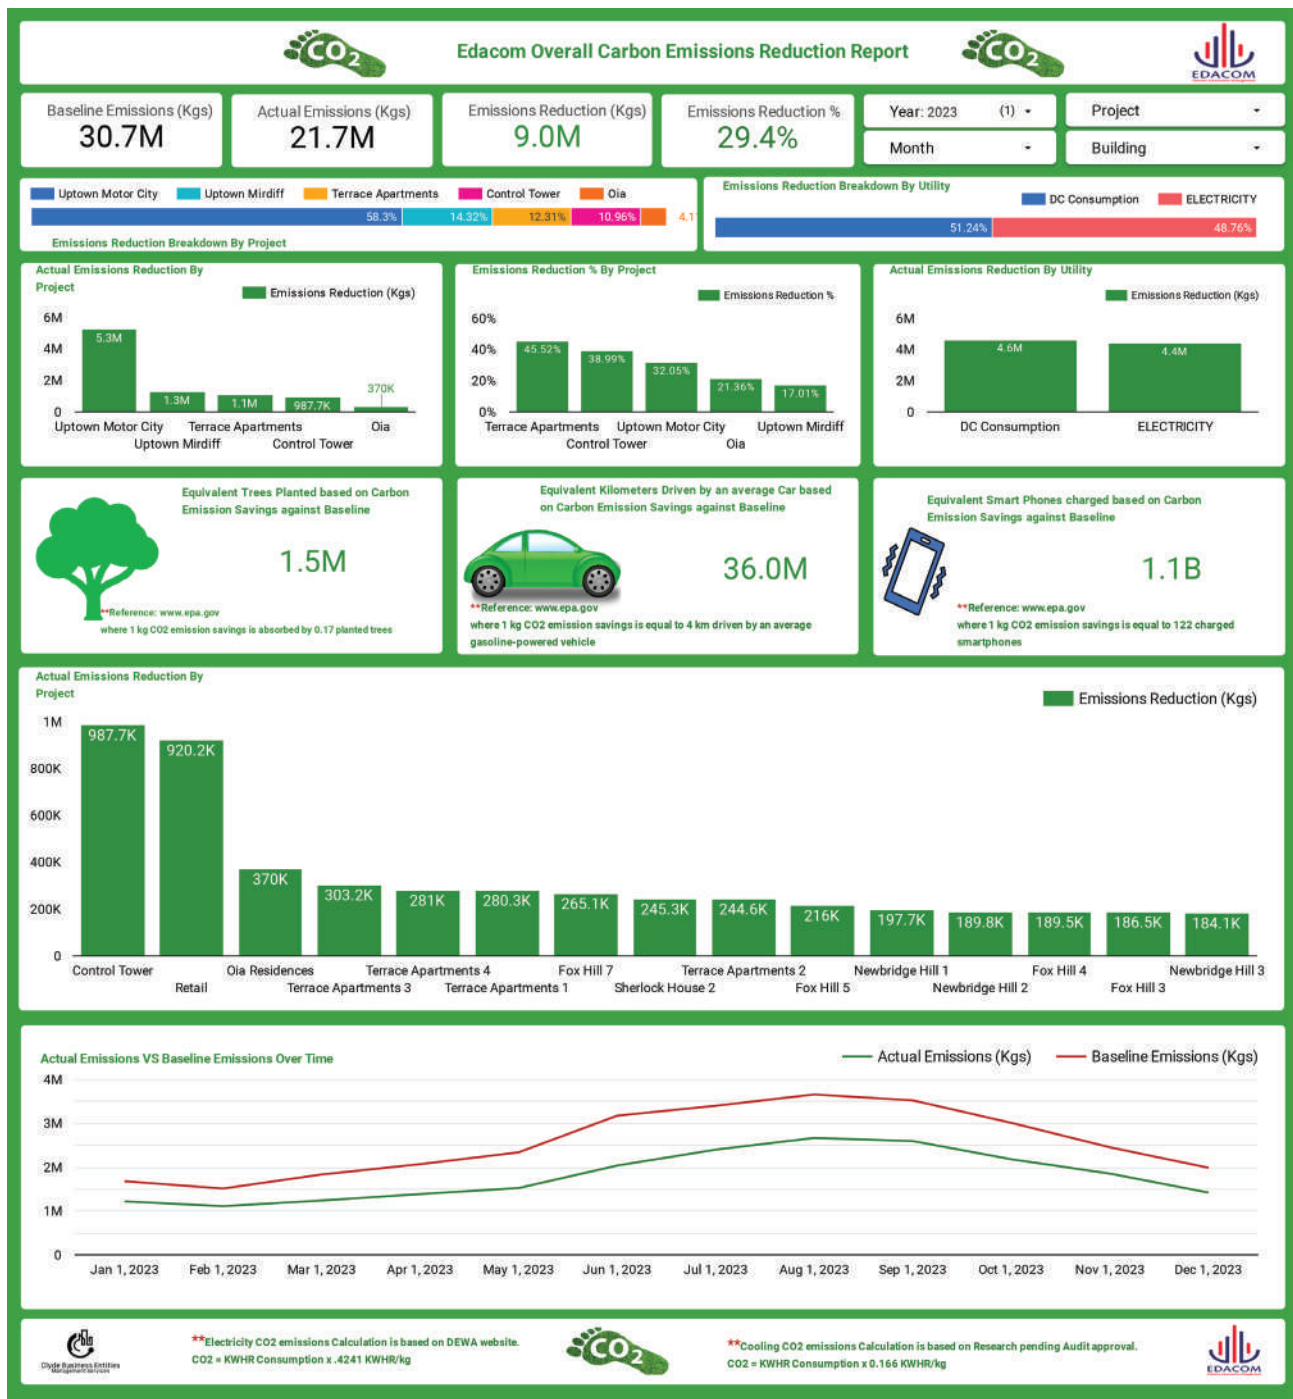 CO2
Edacom Overall Carbon Emissions Reduction Report
CO2
EDACOM
Baseline Emissions (Kgs)
30.7M
Actual Emissions (Kgs)
21.7M
Emissions Reduction (Kgs)
9.0M
Emissions Reduction %
29.4%
Year: 2023 (1)
Project
Month
Building
Uptown Motor City Uptown Mirdiff Terrace Apartments Control Tower Oia
58.3% 14.32% 12.31% 10.96% 4.1
Emissions Reduction Breakdown By Project
Emissions Reduction Breakdown By Utility
DC Consumption ELECTRICITY
51.24% 48.76%
Actual Emissions Reduction By
Project
Emissions Reduction (Kgs)
6M
4M
2M
0
5.3M
1.3M
1.1M
987.7K
370K
Uptown Motor City Terrace Apartments Oia
Uptown Mirdiff Control Tower
Emissions Reduction % By Project
Emissions Reduction %
60%
40%
20%
0%
45.52%
38.99%
32.05%
21.36%
17.01%
Terrace Apartments Uptown Motor City Uptown Mirdiff
Control Tower Oia
Actual Emissions Reduction By Utility
Emissions Reduction (Kgs)
6M
4M
2M
0
4.6M
4.4M
DC Consumption ELECTRICITY
Equivalent Trees Planted based on Carbon
Emission Savings against Baseline
1.5M
**Reference: www.epa.gov
where 1 kg CO2 emission savings is absorbed by 0.17 planted trees
Equivalent Kilometers Driven by an average Car based
on Carbon Emission Savings against Baseline
36.0M
**Reference: www.epa.gov
where 1 kg CO2 emission savings is equal to 4 km driven by an average
gasoline-powered vehicle
Equivalent Smart Phones charged based on Carbon
Emission Savings against Baseline
1.1B
**Reference: www.epa.gov
where 1 kg CO2 emission savings is equal to 122 charged
smartphones
Actual Emissions Reduction By
Project
Emissions Reduction (Kgs)
1M
800K
600K
400K
200K
0
987.7K
920.2K
370K
303.2K
281K
280.3K
265.1K
245.3K
244.6K
216K
197.7K
189.8K
189.5K
186.5K
184.1K
Control Tower Oia Residences Terrace Apartments 4 Fox Hill 7 Terrace Apartments 2 Newbridge Hill 1 Fox Hill 4 Newbridge Hill 3
Retail Terrace Apartments 3 Terrace Apartments 1 Sherlock House 2 Fox Hill 5 Newbridge Hill 2 Fox Hill 3
Actual Emissions VS Baseline Emissions Over Time
Actual Emissions (Kgs) Baseline Emissions (Kgs)
4M
3M
2M
1M
0
Jan 1, 2023 Feb 1, 2023 Mar 1, 2023 Apr 1, 2023 May 1, 2023 Jun 1, 2023 Jul 1, 2023 Aug 1, 2023 Sep 1, 2023 Oct 1, 2023 Nov 1, 2023 Dec 1, 2023
Clyde Business Entities
Management Services
**Electricity CO2 emissions Calculation is based on DEWA website.
CO2 = KWHR Consumption x .4241 KWHR/kg
CO2
**Cooling CO2 emissions Calculation is based on Research pending Audit approval.
CO2 = KWHR Consumption x 0.166 KWHR/kg
EDACOM